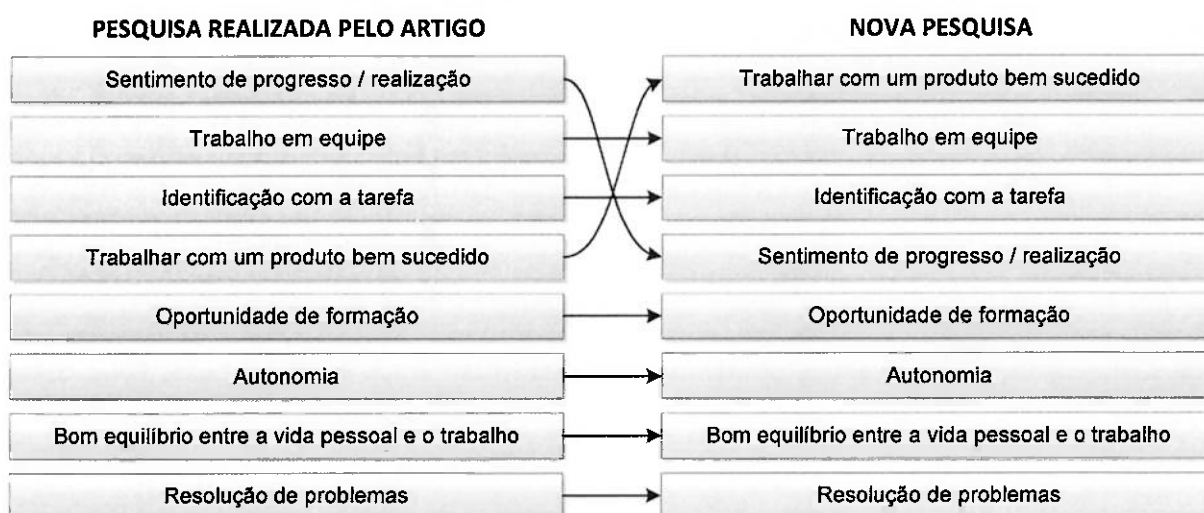 PESQUISA REALIZADA PELO ARTIGO
NOVA PESQUISA
Sentimento de progresso / realização
Trabalhar com um produto bem sucedido
Trabalho em equipe
Trabalho em equipe
Identificação com a tarefa
Identificação com a tarefa
Trabalhar com um produto bem sucedido
Sentimento de progresso / realização
Oportunidade de formação
Oportunidade de formação
Autonomia
Autonomia
Bom equilíbrio entre a vida pessoal e o trabalho
Bom equilíbrio entre a vida pessoal e o trabalho
Resolução de problemas
Resolução de problemas